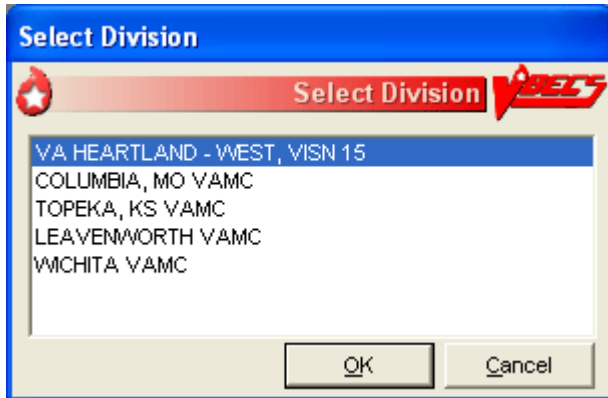 Select Division
Select Division VBECS
VA HEARTLAND - WEST, VISN 15
COLUMBIA, MO VAMC
TOPEKA, KS VAMC
LEAVENWORTH VAMC
WICHITA VAMC
OK Cancel